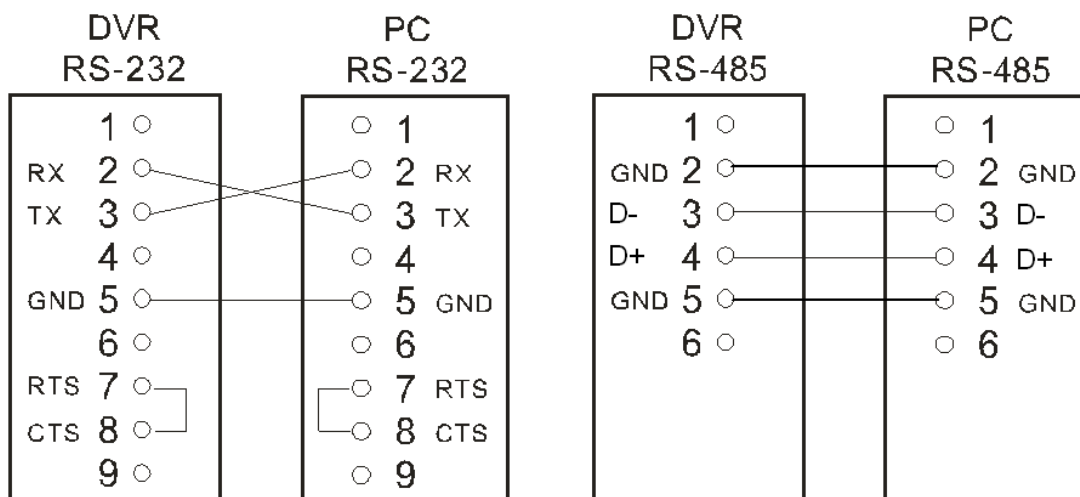 DVR PC DVR PC
RS-232 RS-232 RS-485 RS-485
1 1 1 1
RX 2 2 RX GND 2 2 GND
TX 3 3 TX D- 3 3 D-
4 4 D+ 4 4 D+
GND 5 5 GND GND 5 5 GND
6 6 6 6
RTS 7 7 RTS
CTS 8 8 CTS
9 9